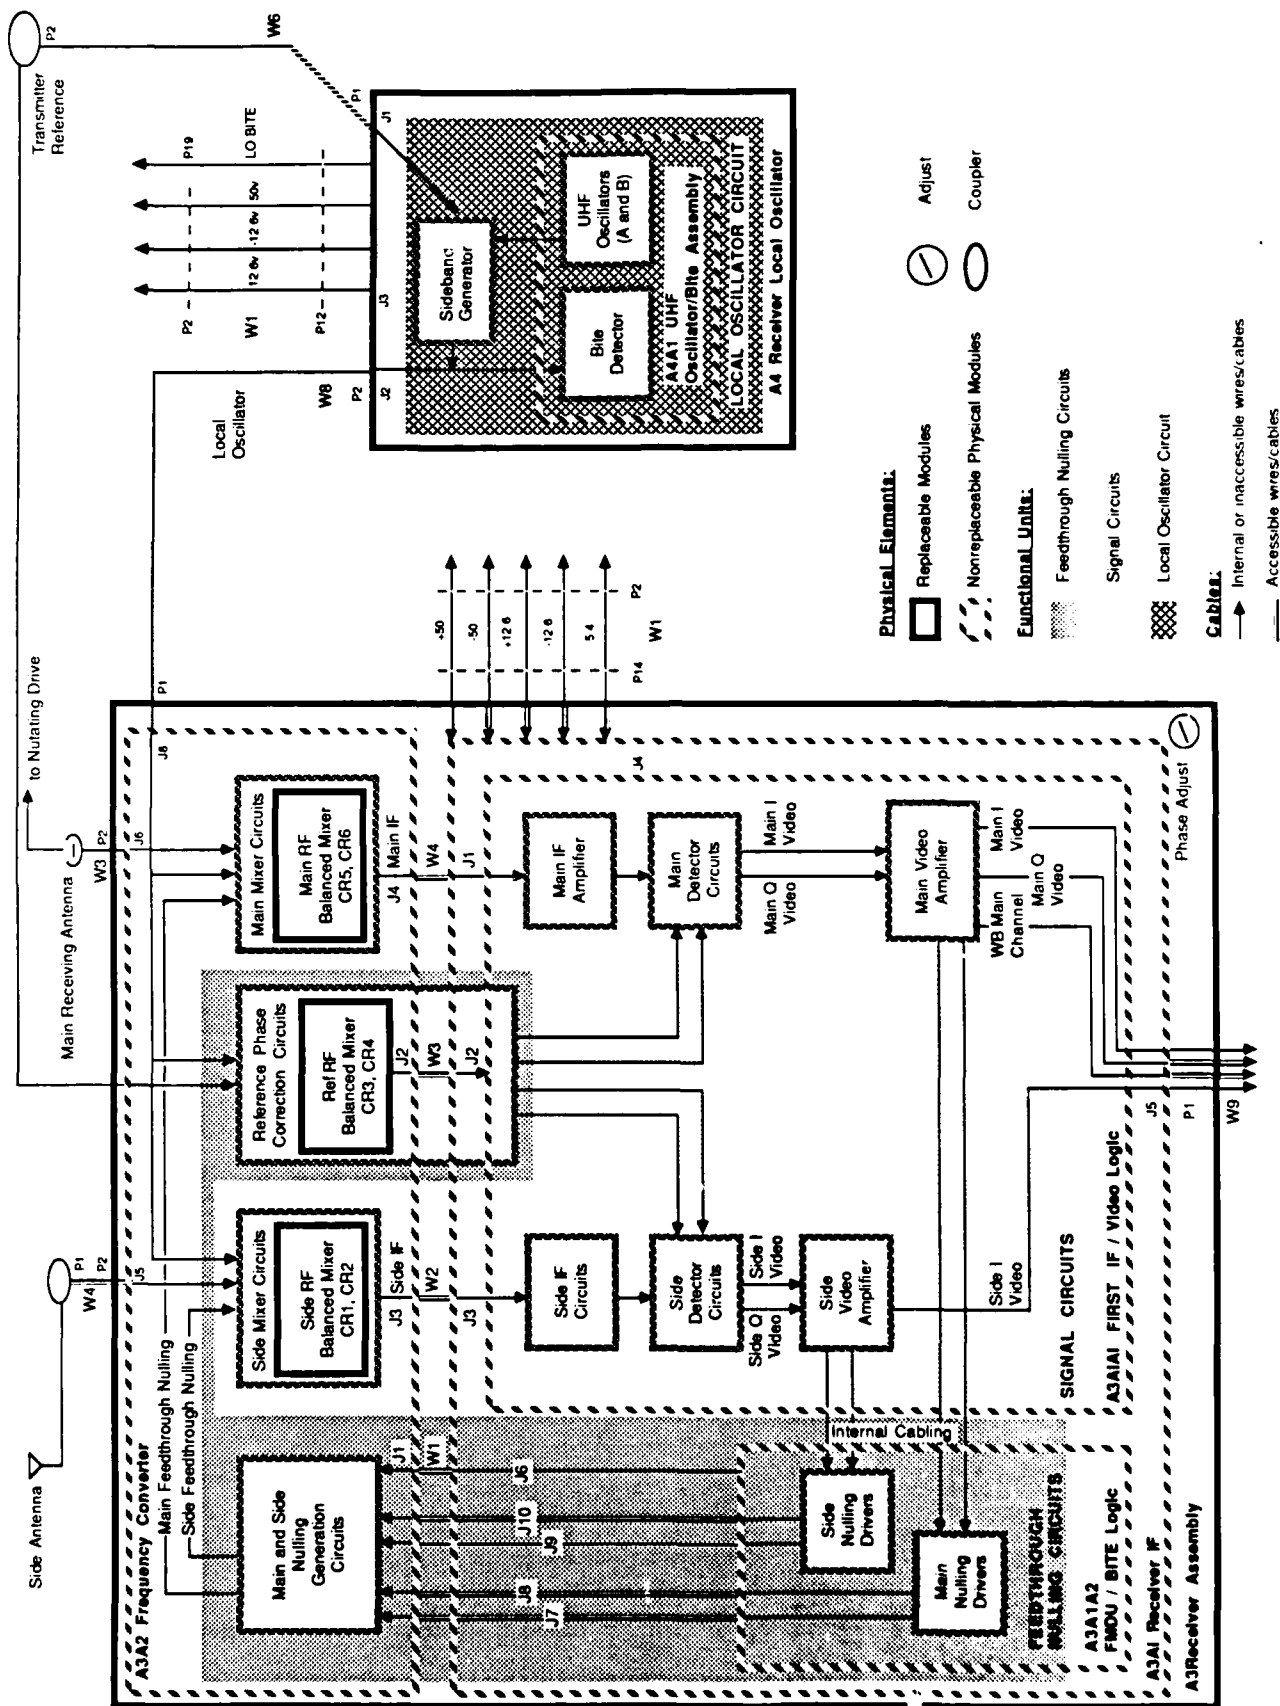 Side Antenna
W4
P1
P2
J5
Main Receiving Antenna
to Nutating Drive
W3
P2
J6
Transmitter
Reference
P2
W6
A3A2 Frequency Converter
Main Feedthrough Nulling
Side Feedthrough Nulling
Main and Side
Nulling
Generation
Circuits
J1
W1
Side Mixer Circuits
Side RF
Balanced Mixer
CR1, CR2
Side IF
J3
W2
J3
Reference Phase
Correction Circuits
Ref RF
Balanced Mixer
CR3, CR4
J2
W3
J2
Main Mixer Circuits
Main RF
Balanced Mixer
CR5, CR6
Main IF
J4
W4
J1
J8
P1
Local
Oscillator
W8
P2
J2
P2
W1
P12
12 6v
-12 6v
50v
P19
LO BITE
J3
P1
J1
Sideband
Generator
Bite
Detector
UHF
Oscillators
(A and B)
A4A1 UHF
Oscillator/Bite Assembly
LOCAL OSCILLATOR CIRCUIT
A4 Receiver Local Oscillator
+50
-50
+12 6
-12 6
5 4
P14
P2
W1
J4
J6
J10
J9
J8
J7
Side IF
Circuits
Side
Detector
Circuits
Side Q
Video
Side I
Video
Side
Video
Amplifier
Side I
Video
Main IF
Amplifier
Main
Detector
Circuits
Main Q
Video
Main I
Video
Main Video
Amplifier
WB Main
Channel
Main Q
Video
Main I
Video
Internal Cabling
Side
Nulling
Drivers
Main
Nulling
Drivers
FEEDTHROUGH
NULLING CIRCUITS
A3A1A2
FMDU / BITE Logic
SIGNAL CIRCUITS
A3AIAI FIRST IF / Video Logic
A3AI Receiver IF
A3Receiver Assembly
J5
P1
W9
Phase Adjust
Physical Elements:
Replaceable Modules
Nonreplaceable Physical Modules
Adjust
Coupler
Functional Units:
Feedthrough Nulling Circuits
Signal Circuits
Local Oscillator Circuit
Cables:
Internal or inaccessible wires/cables
Accessible wires/cables